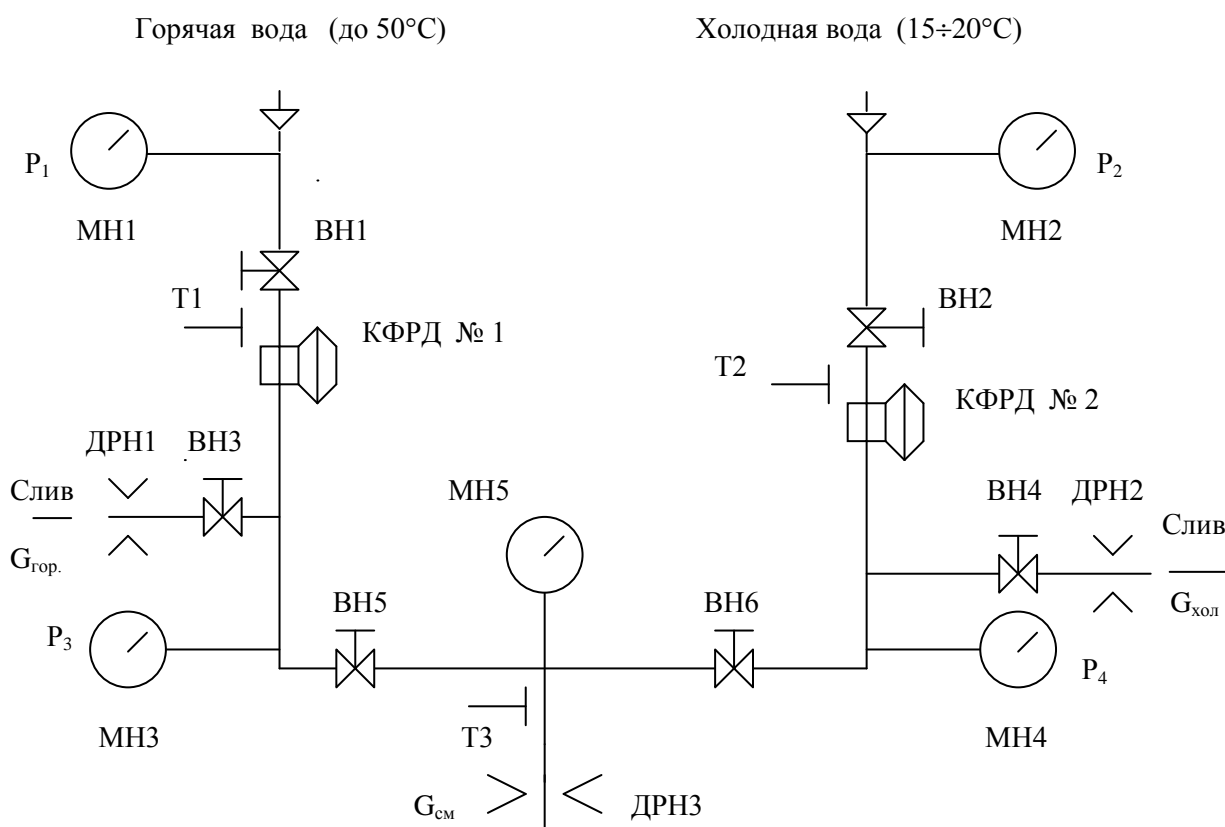 Горячая вода (до 50°С)
Холодная вода (15÷20°С)
P₁
МН1
P₂
МН2
ВН1
Т1
КФРД № 1
ВН2
Т2
КФРД № 2
ДРН1
ВН3
Слив
Gгор.
МН5
ВН4
ДРН2
Слив
Gхол
P₃
МН3
ВН5
ВН6
P₄
МН4
Т3
Gсм
ДРН3